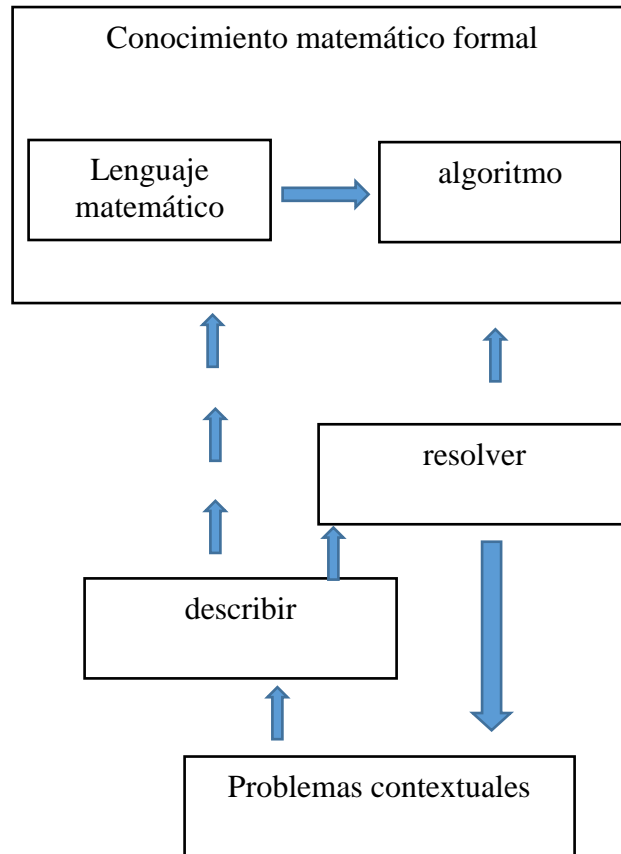 Conocimiento matemático formal
Lenguaje
matemático
algoritmo
resolver
describir
Problemas contextuales